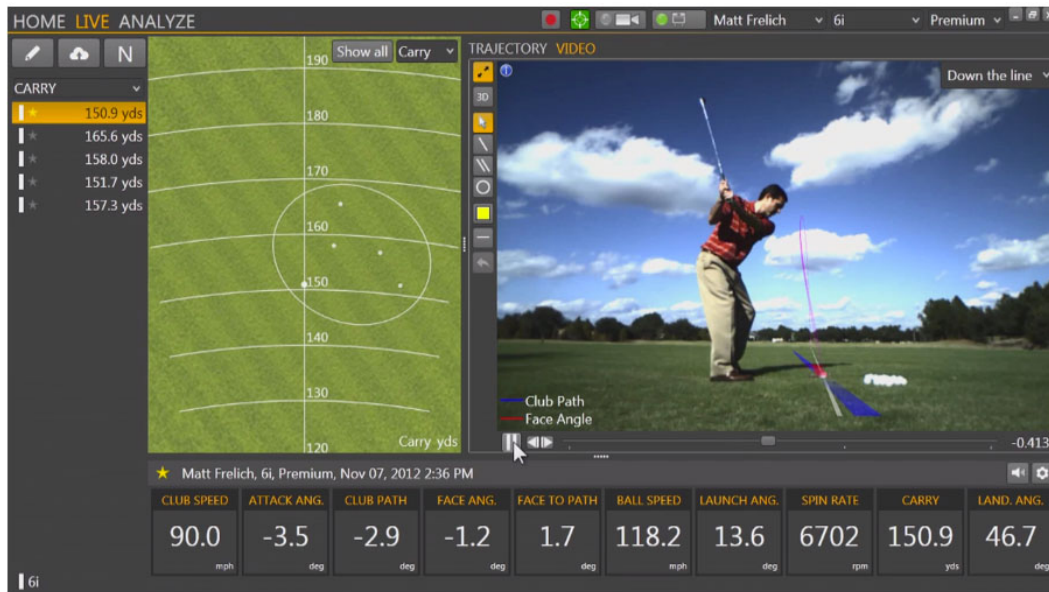 HOME LIVE ANALYZE
Matt Frelich 6i Premium
N
CARRY
150.9 yds
165.6 yds
158.0 yds
151.7 yds
157.3 yds
Show all Carry
190
180
170
160
150
140
130
120
Carry yds
TRAJECTORY VIDEO
3D
Down the line
Club Path
Face Angle
-0.413
Matt Frelich, 6i, Premium, Nov 07, 2012 2:36 PM
CLUB SPEED ATTACK ANG. CLUB PATH FACE ANG. FACE TO PATH BALL SPEED LAUNCH ANG. SPIN RATE CARRY LAND. ANG.
90.0 -3.5 -2.9 -1.2 1.7 118.2 13.6 6702 150.9 46.7
mph deg deg deg deg mph deg rpm yds deg
6i